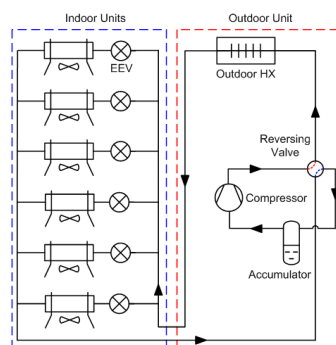 Indoor Units
Outdoor Unit
EEV
Outdoor HX
Reversing
Valve
Compressor
Accumulator